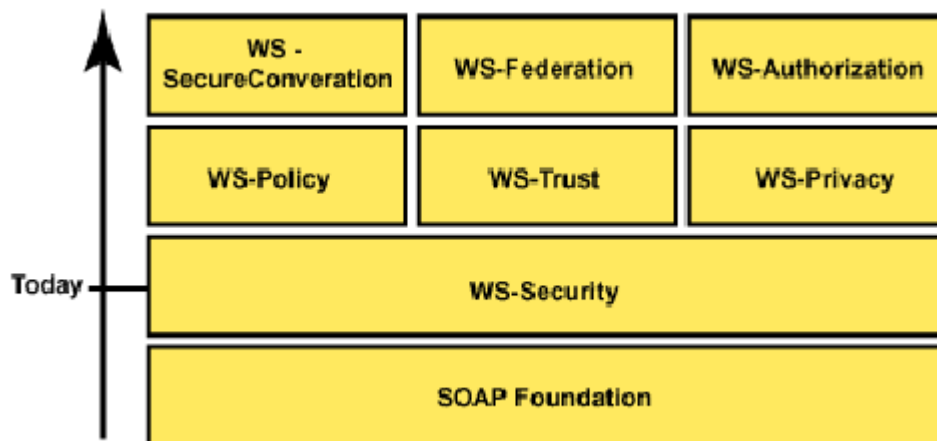 WS -
SecureConveration
WS-Federation
WS-Authorization
WS-Policy
WS-Trust
WS-Privacy
Today
WS-Security
SOAP Foundation